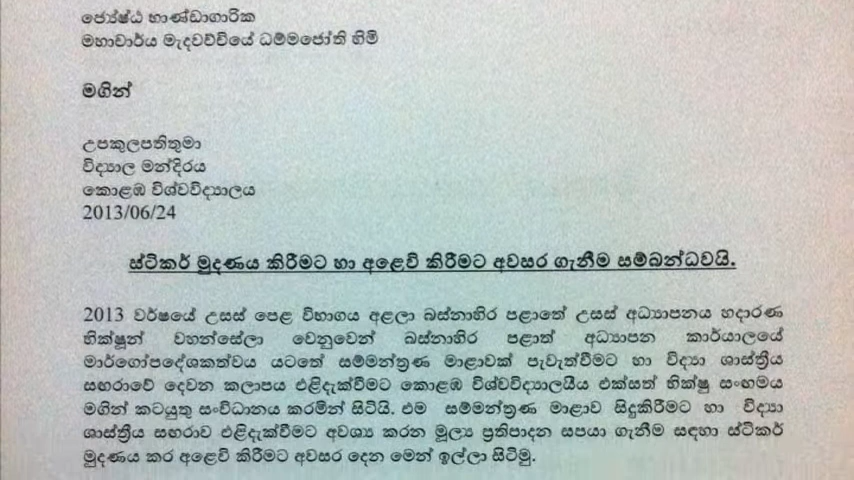 ජ්‍යේෂ්ඨ භාණ්ඩාගාරික
මහාචාර්ය මැදවච්චියේ ධම්මජෝති හිමි
මගින්
උපකුලපතිතුමා
විද්‍යාල මන්දිරය
කොළඹ විශ්වවිද්‍යාලය
2013/06/24
ස්ටිකර් මුද්‍රණය කිරීමට හා අළෙවි කිරීමට අවසර ගැනීම සම්බන්ධවයි.
2013 වර්ෂයේ උසස් පෙළ විභාගය අළලා බස්නාහිර පළාතේ උසස් අධ්‍යාපනය හදාරණ
භික්ෂූන් වහන්සේලා වෙනුවෙන් බස්නාහිර පළාත් අධ්‍යාපන කාර්යාලයේ
මාර්ගෝපදේශකත්වය යටතේ සම්මන්ත්‍රණ මාළාවක් පැවැත්වීමට හා විද්‍යා ශාස්ත්‍රීය
සඟරාවේ දෙවන කලාපය එළිදැක්වීමට කොළඹ විශ්වවිද්‍යාලයීය එක්සත් භික්ෂු සංගමය
මගින් කටයුතු සංවිධානය කරමින් සිටියි. එම සම්මන්ත්‍රණ මාළාව සිදුකිරීමට හා විද්‍යා
ශාස්ත්‍රීය සඟරාව එළිදැක්වීමට අවශ්‍ය කරන මූල්‍ය ප්‍රතිපාදන සපයා ගැනීම සඳහා ස්ටිකර්
මුද්‍රණය කර අළෙවි කිරීමට අවසර දෙන මෙන් ඉල්ලා සිටිමු.